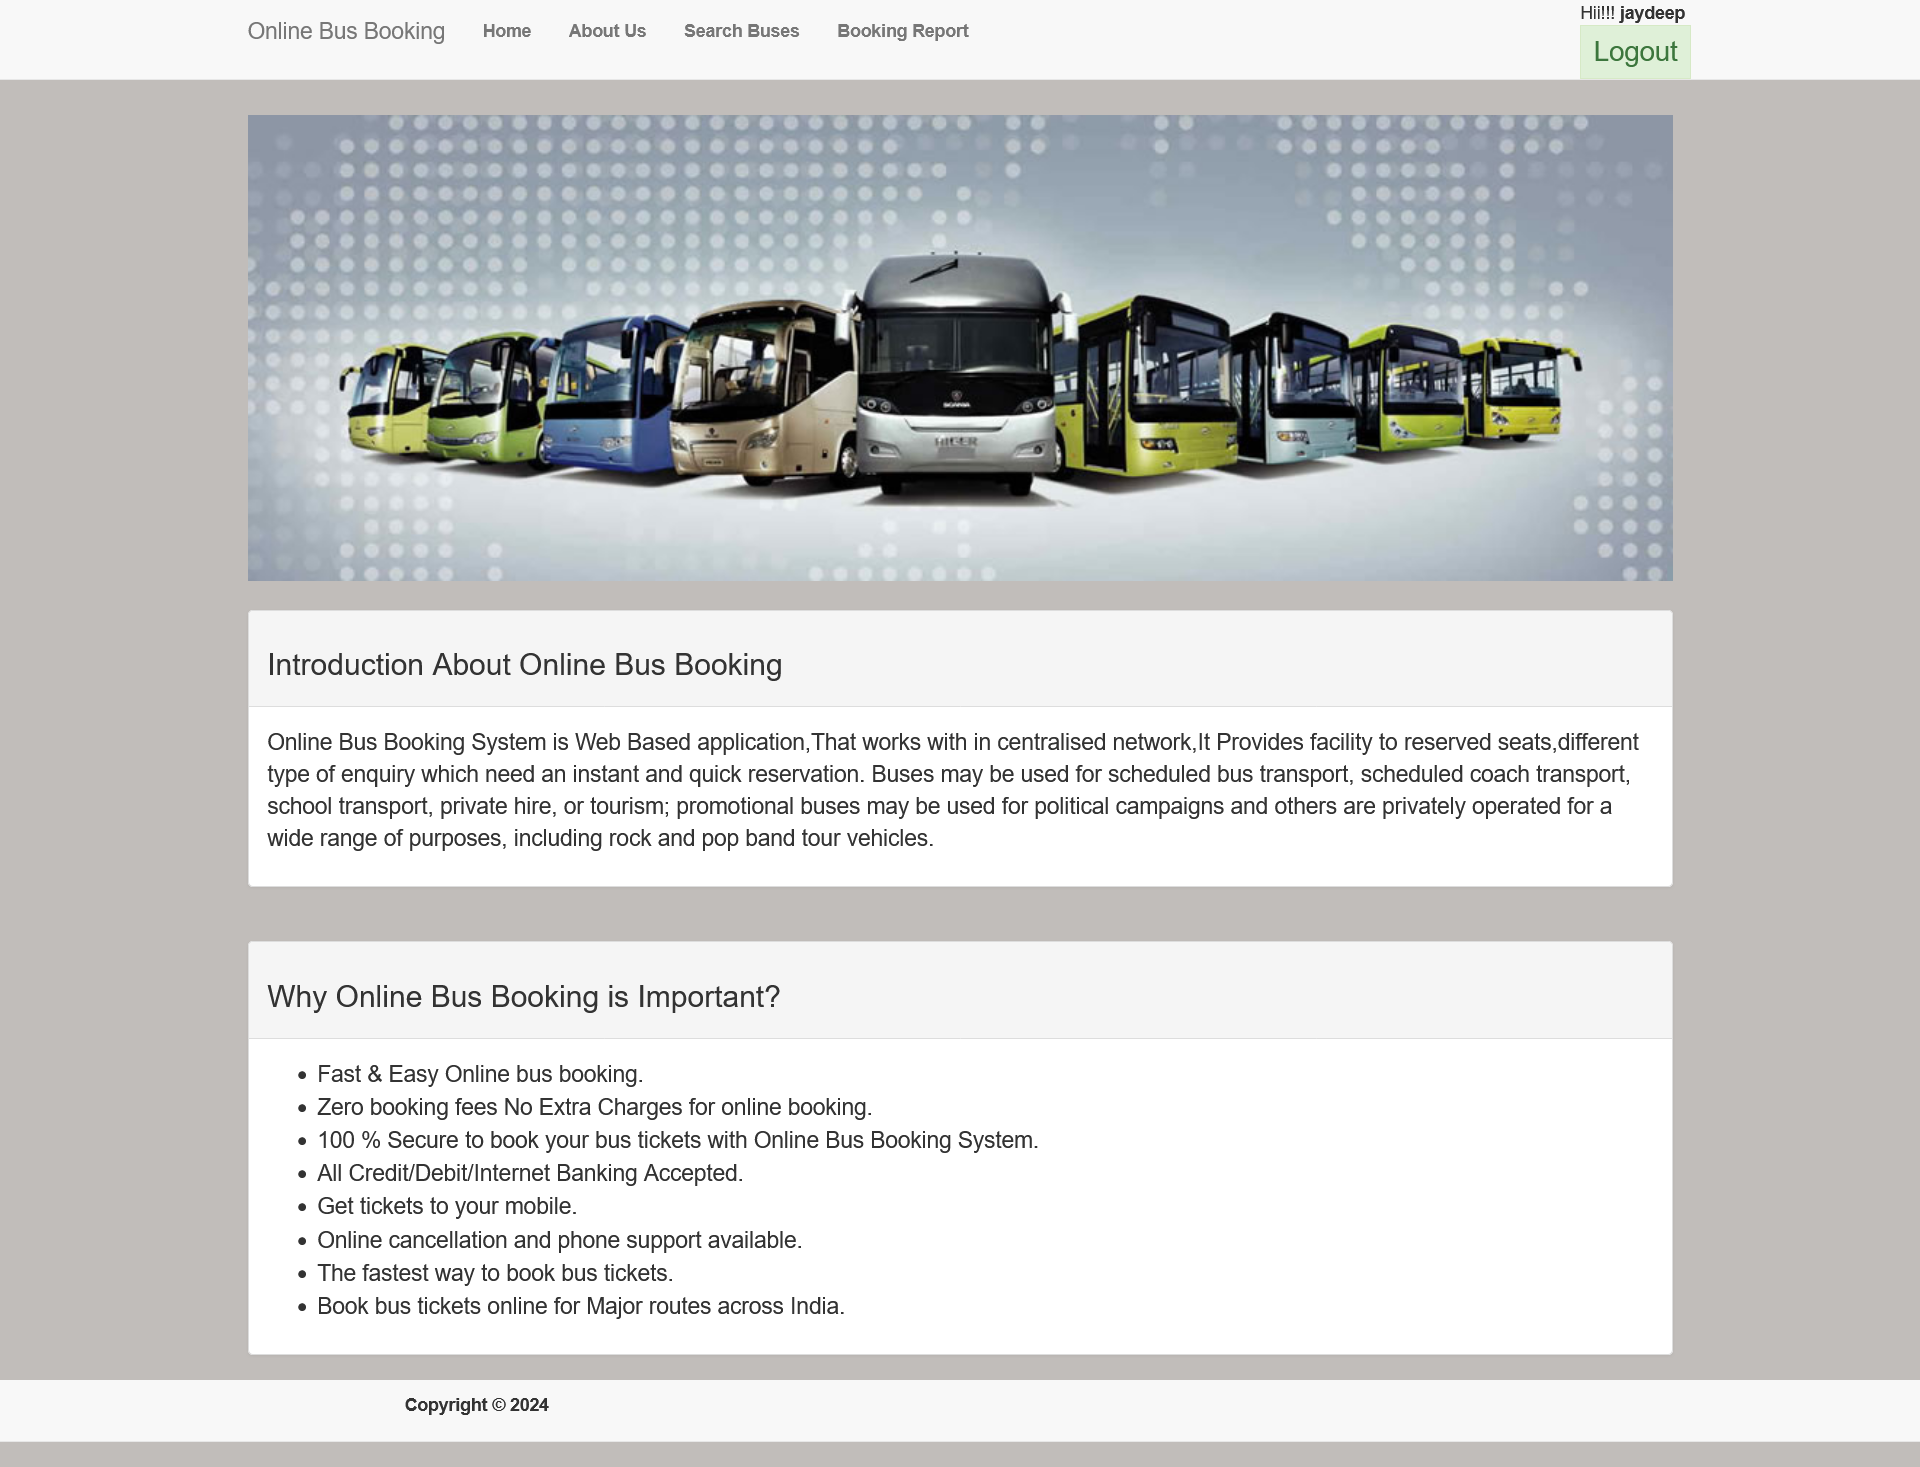 Online Bus Booking Home About Us Search Buses Booking Report Hii!!! jaydeep
Logout
SCANIA
HIGER
Introduction About Online Bus Booking
Online Bus Booking System is Web Based application,That works with in centralised network,It Provides facility to reserved seats,different
type of enquiry which need an instant and quick reservation. Buses may be used for scheduled bus transport, scheduled coach transport,
school transport, private hire, or tourism; promotional buses may be used for political campaigns and others are privately operated for a
wide range of purposes, including rock and pop band tour vehicles.
Why Online Bus Booking is Important?
• Fast & Easy Online bus booking.
• Zero booking fees No Extra Charges for online booking.
• 100 % Secure to book your bus tickets with Online Bus Booking System.
• All Credit/Debit/Internet Banking Accepted.
• Get tickets to your mobile.
• Online cancellation and phone support available.
• The fastest way to book bus tickets.
• Book bus tickets online for Major routes across India.
Copyright © 2024